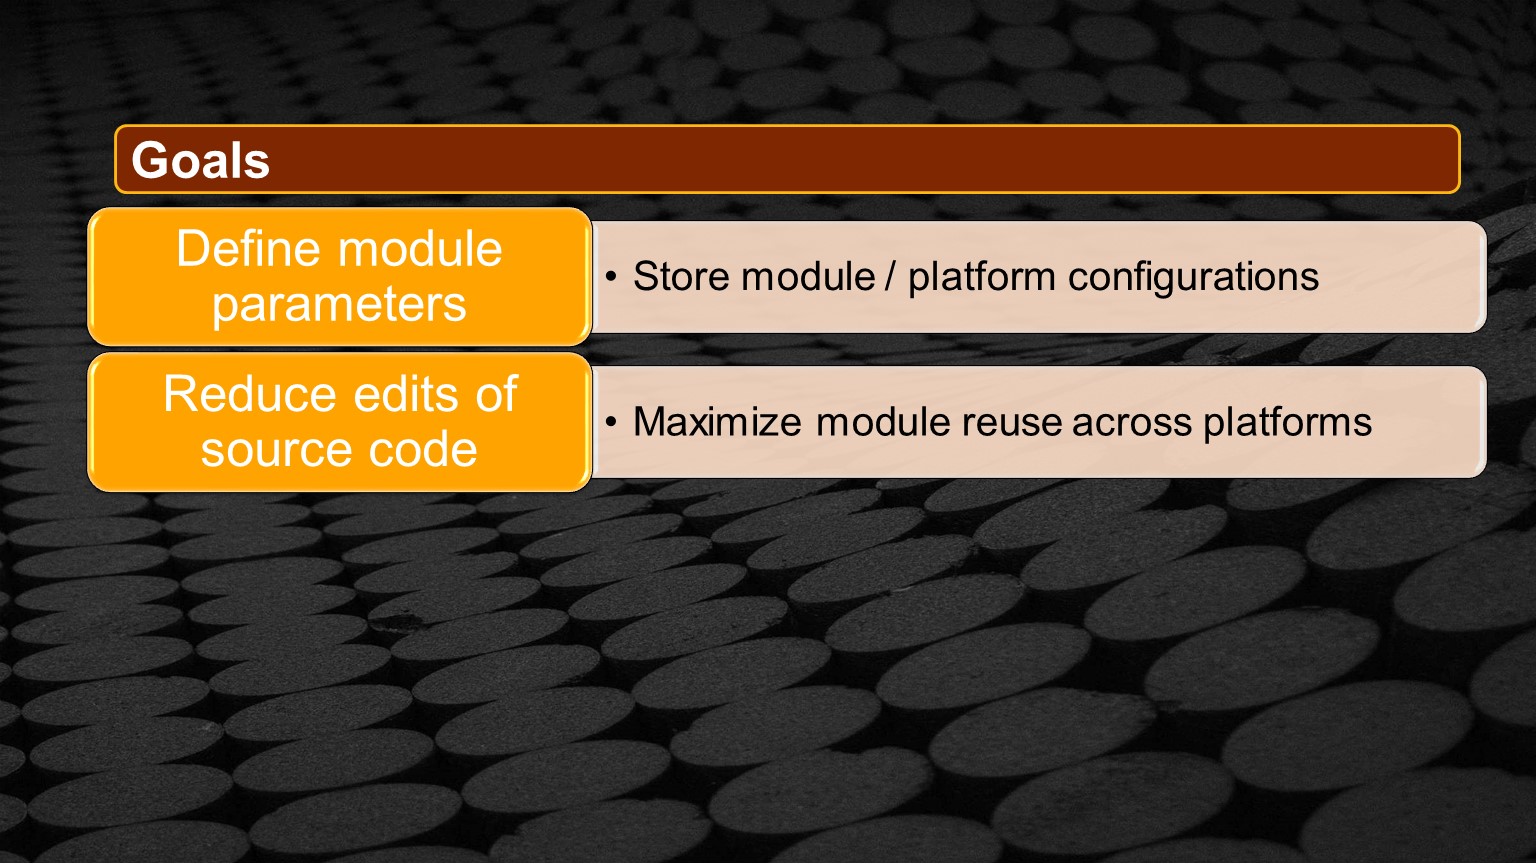 Goals
Define module
parameters
• Store module / platform configurations
Reduce edits of
source code
• Maximize module reuse across platforms